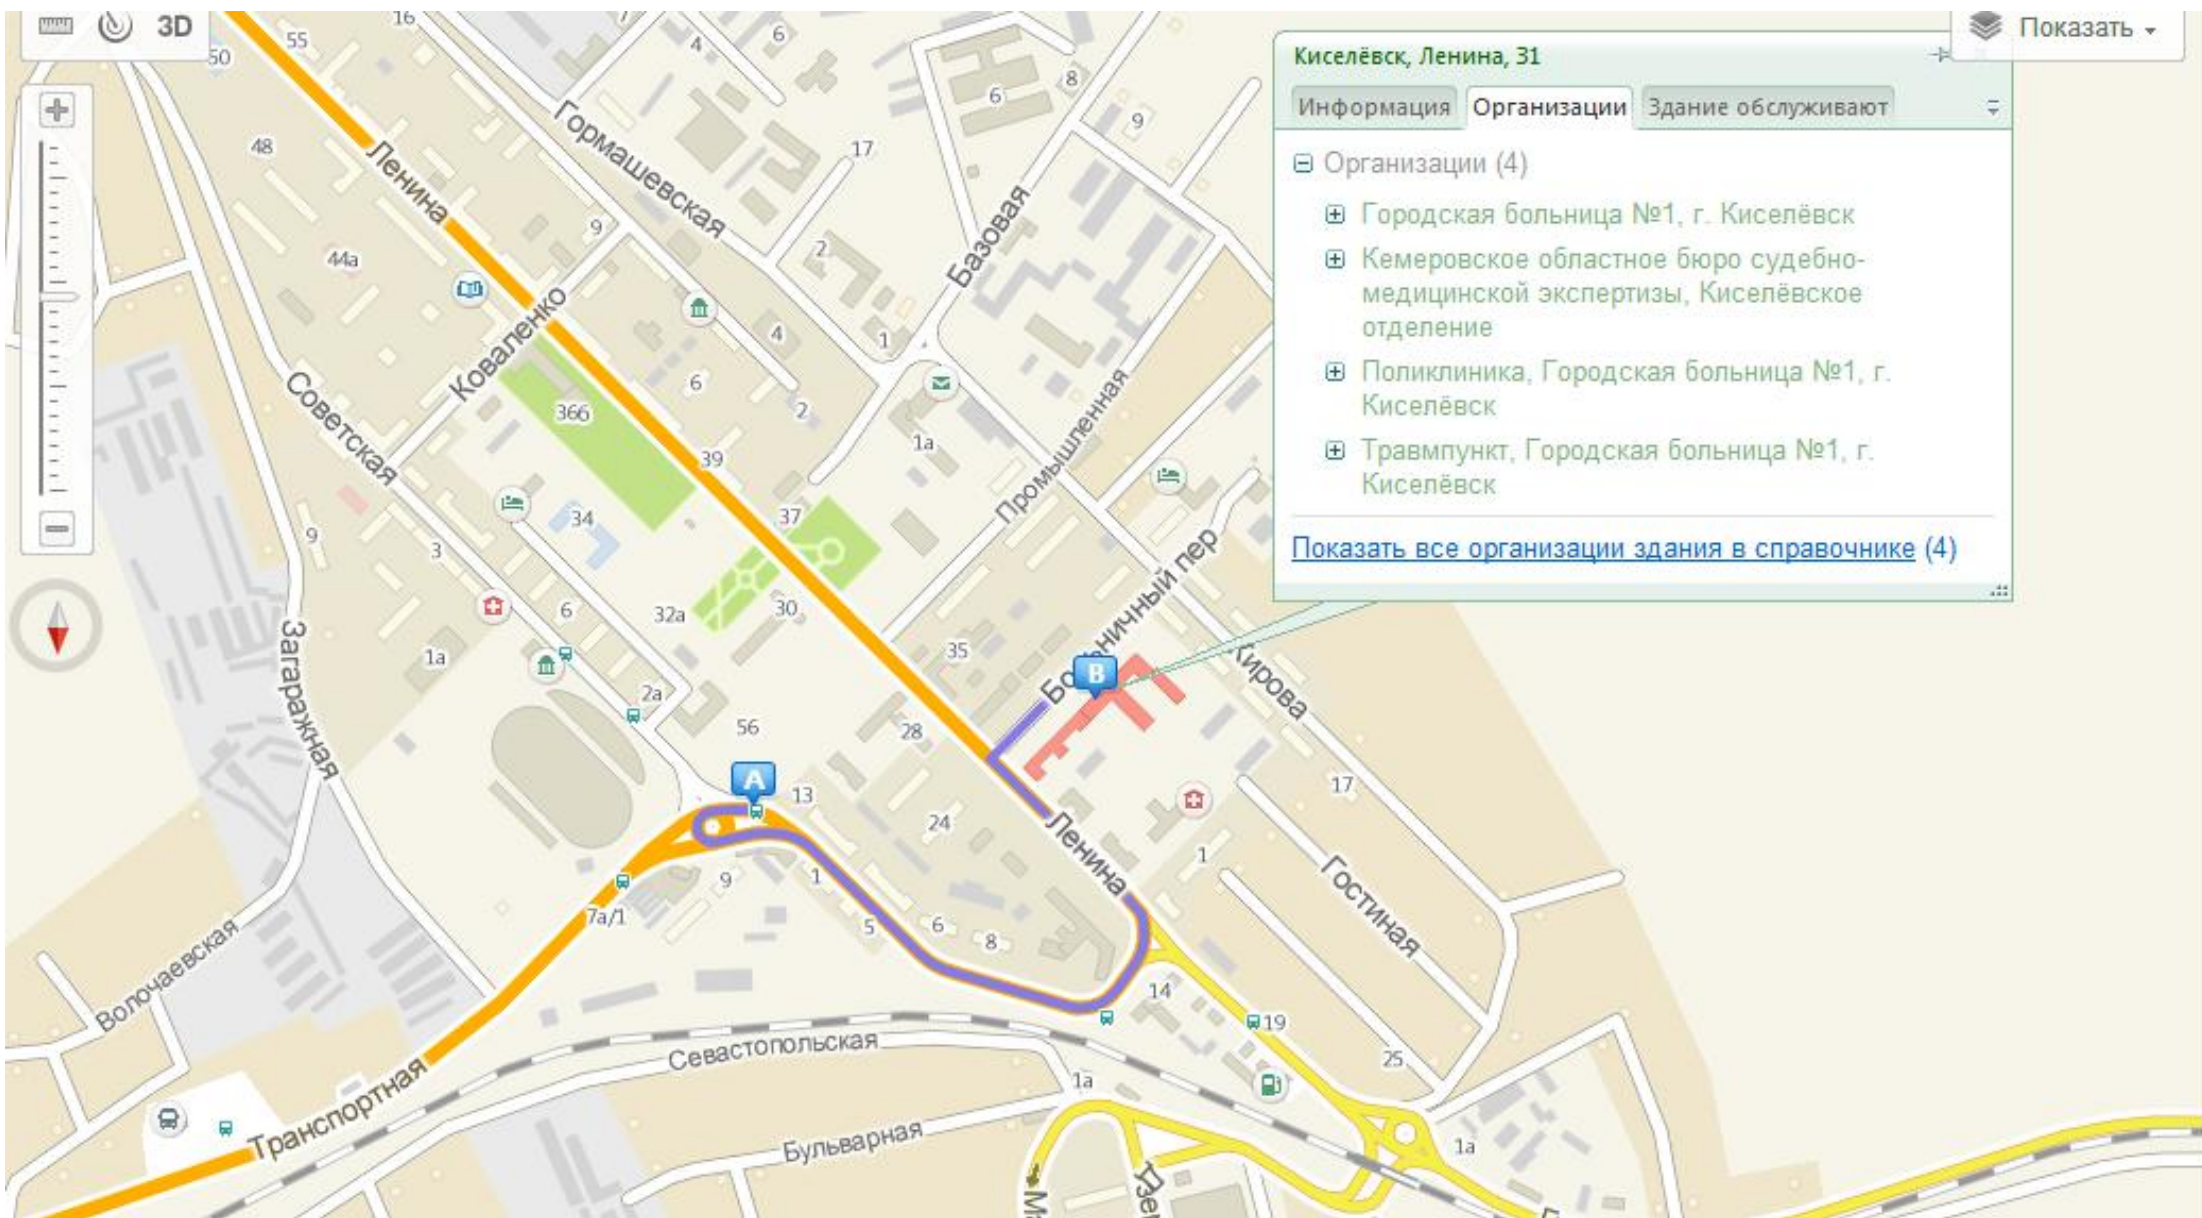 3D
Показать
Киселёвск, Ленина, 31
Информация
Организации
Здание обслуживают
Организации (4)
Городская больница №1, г. Киселёвск
Кемеровское областное бюро судебно-
медицинской экспертизы, Киселёвское
отделение
Поликлиника, Городская больница №1, г.
Киселёвск
Травмпункт, Городская больница №1, г.
Киселёвск
Показать все организации здания в справочнике (4)
16
55
50
4
6
6
8
9
48
Ленина
Гормашевская
17
9
2
Базовая
44а
Коваленко
4
1
Советская
36б
6
2
39
1а
Промышленная
37
34
9
3
Больничный пер
6
32а
30
35
1а
Загаражная
2а
B
Кирова
56
28
A
13
17
24
Ленина
1
9
1
Гостиная
7а/1
5
6
8
Волочаевская
14
19
Севастопольская
25
1а
Транспортная
Бульварная
1а